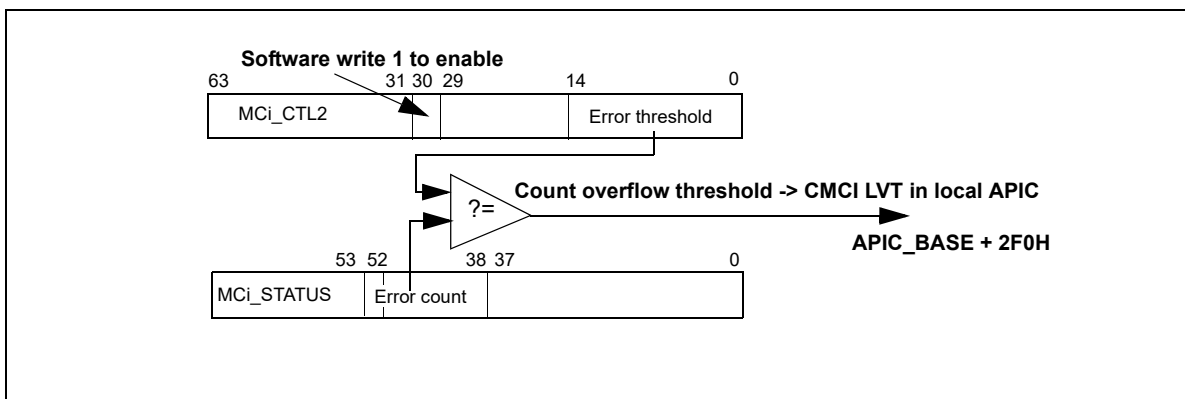 Software write 1 to enable
63 31 30 29 14 0
MCi_CTL2 Error threshold
Count overflow threshold -> CMCI LVT in local APIC
?=
APIC_BASE + 2F0H
53 52 38 37 0
MCi_STATUS Error count